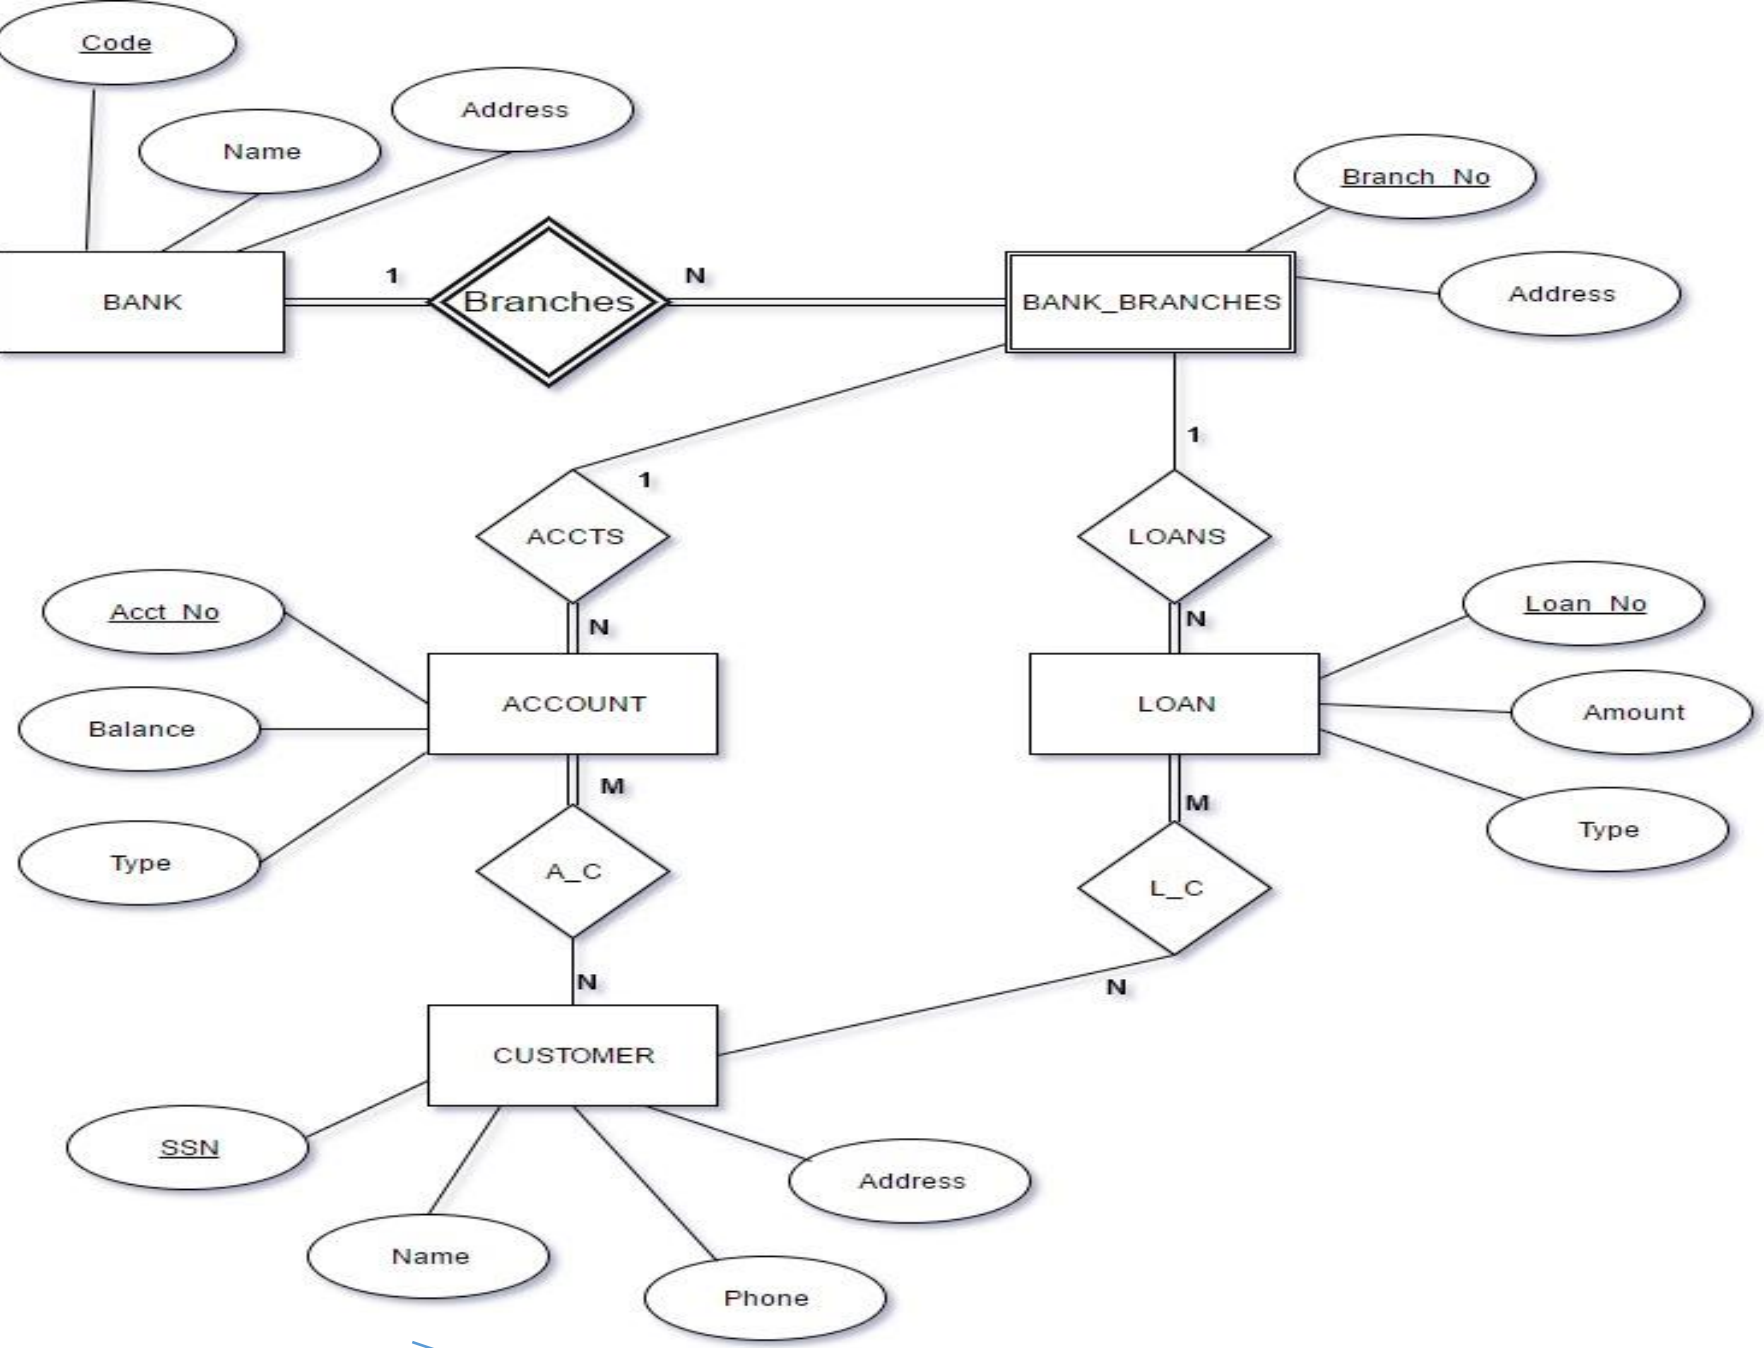 Code
Name
Address
Branch_No
Address
BANK
1
Branches
N
BANK_BRANCHES
1
1
ACCTS
LOANS
N
N
Acct_No
Balance
Type
ACCOUNT
LOAN
Loan_No
Amount
Type
M
M
A_C
L_C
N
N
CUSTOMER
SSN
Name
Phone
Address